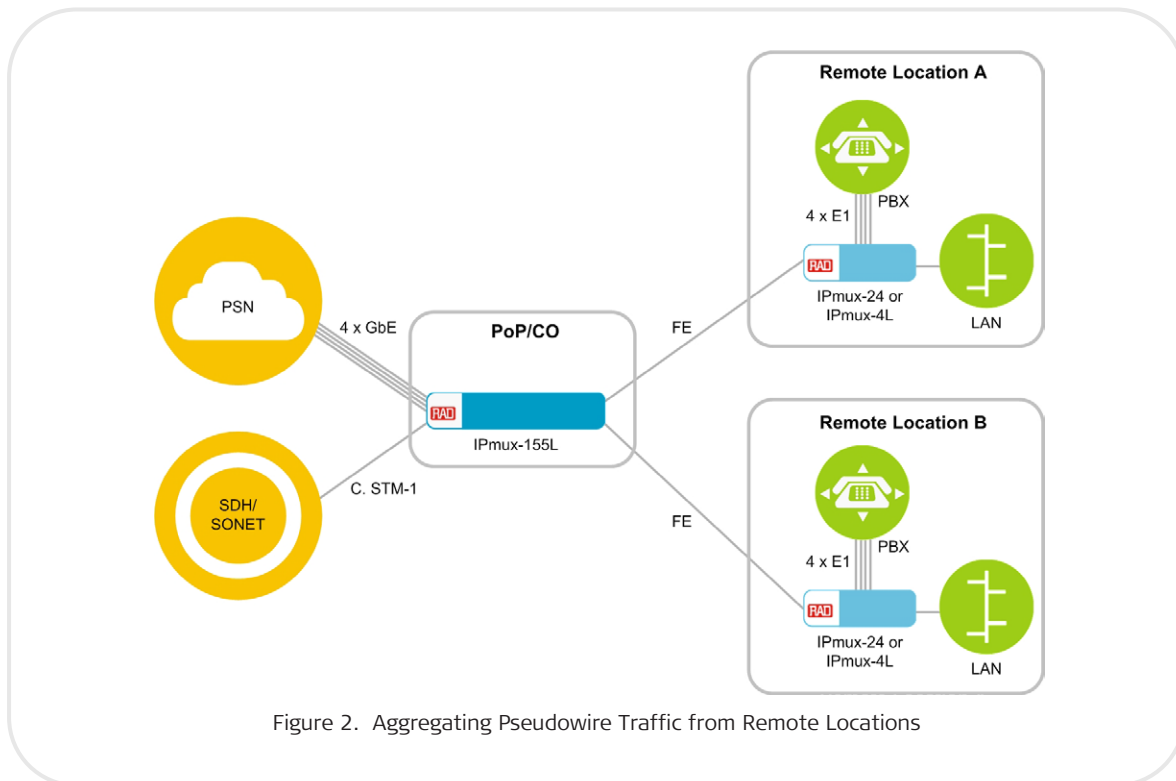 Remote Location A
PBX
4 x E1
RAD
IPmux-24 or
IPmux-4L
LAN
PSN
4 x GbE
PoP/CO
FE
RAD
IPmux-155L
SDH/
SONET
C. STM-1
FE
Remote Location B
PBX
4 x E1
RAD
IPmux-24 or
IPmux-4L
LAN
Figure 2. Aggregating Pseudowire Traffic from Remote Locations